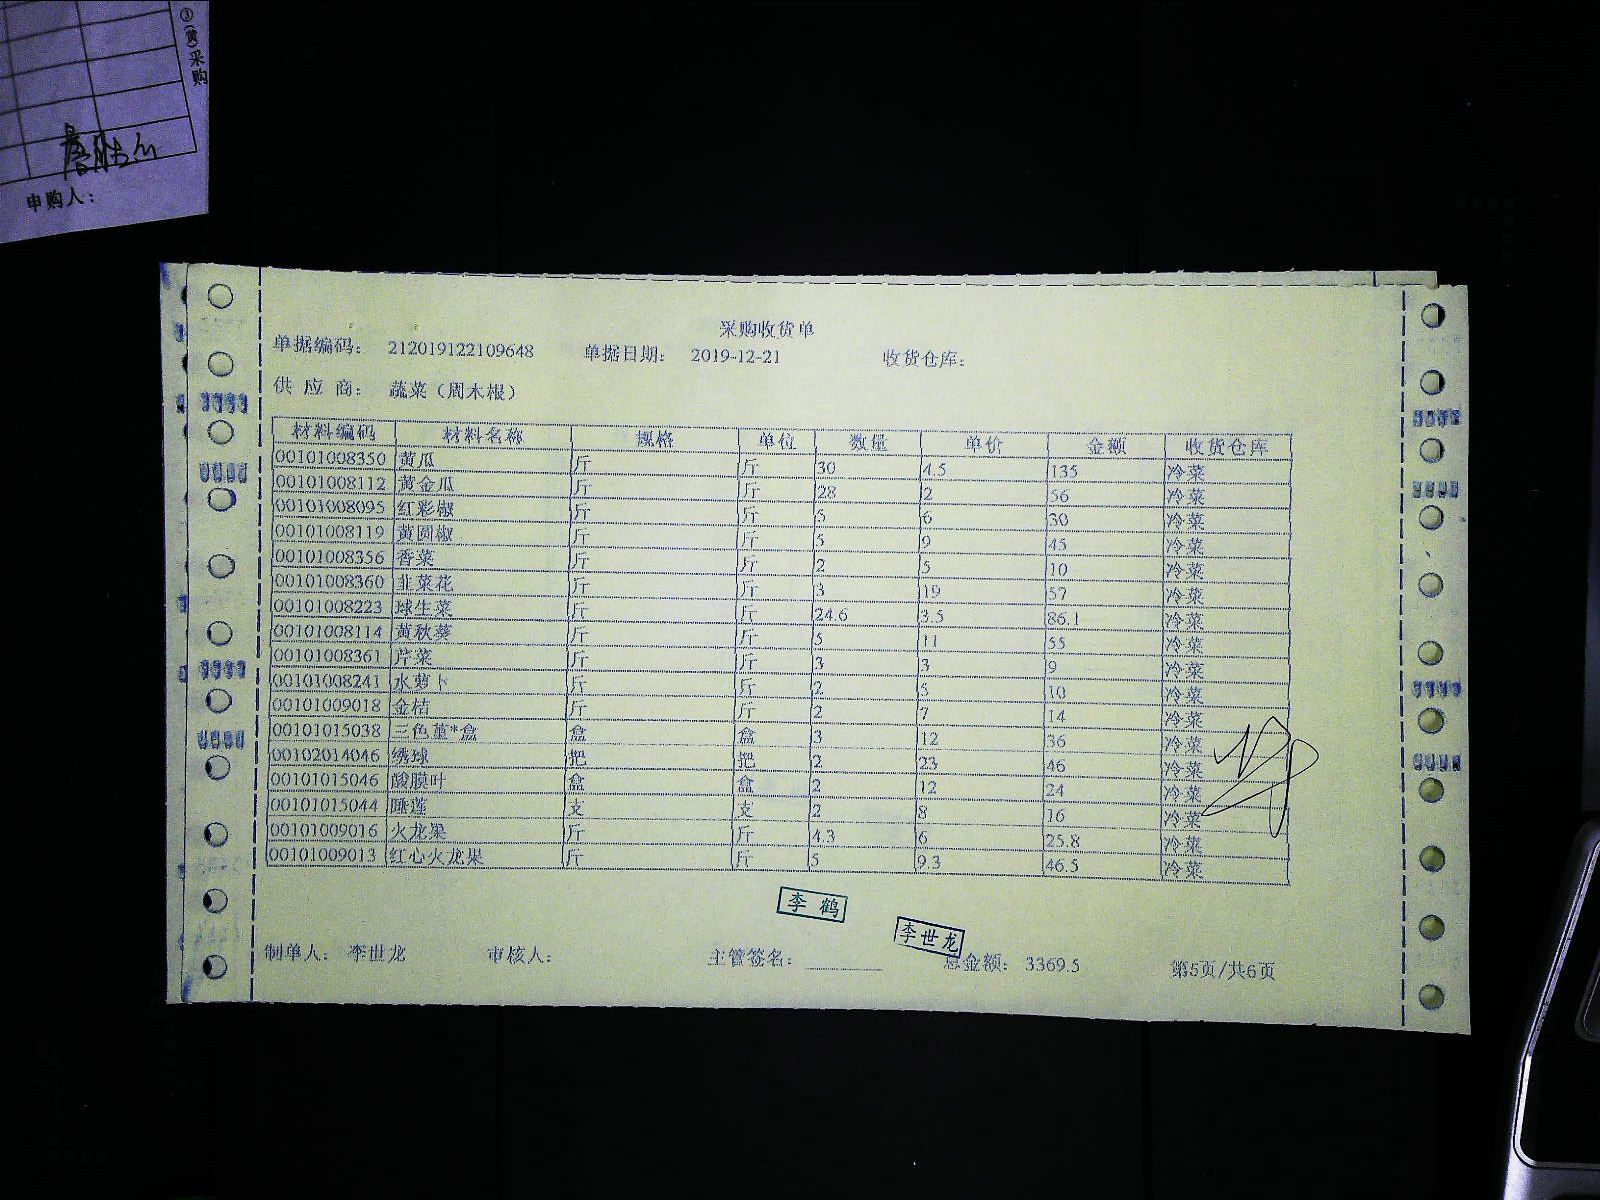 ③(黄)采购
申购人：
采购收货单
单据编码： 212019122109648 单据日期： 2019-12-21 收货仓库：
供 应 商： 蔬菜（周木根）
材料编码 材料名称 规格 单位 数量 单价 金额 收货仓库
00101008350 黄瓜 斤 斤 30 4.5 135 冷菜
00101008112 黄金瓜 斤 斤 28 2 56 冷菜
00101008095 红彩椒 斤 斤 5 6 30 冷菜
00101008119 黄圆椒 斤 斤 5 9 45 冷菜
00101008356 香菜 斤 斤 2 5 10 冷菜
00101008360 韭菜花 斤 斤 3 19 57 冷菜
00101008223 球生菜 斤 斤 24.6 3.5 86.1 冷菜
00101008114 黄秋葵 斤 斤 5 11 55 冷菜
00101008361 芹菜 斤 斤 3 3 9 冷菜
00101008241 水萝卜 斤 斤 2 5 10 冷菜
00101009018 金桔 斤 斤 2 7 14 冷菜
00101015038 三色堇*盒 盒 盒 3 12 36 冷菜
00102014046 绣球 把 把 2 23 46 冷菜
00101015046 酸膜叶 盒 盒 2 12 24 冷菜
00101015044 睡莲 支 支 2 8 16 冷菜
00101009016 火龙果 斤 斤 4.3 6 25.8 冷菜
00101009013 红心火龙果 斤 斤 5 9.3 46.5 冷菜
李 鹤
李世龙
制单人： 李世龙 审核人： 主管签名： 总金额： 3369.5 第5页/共6页